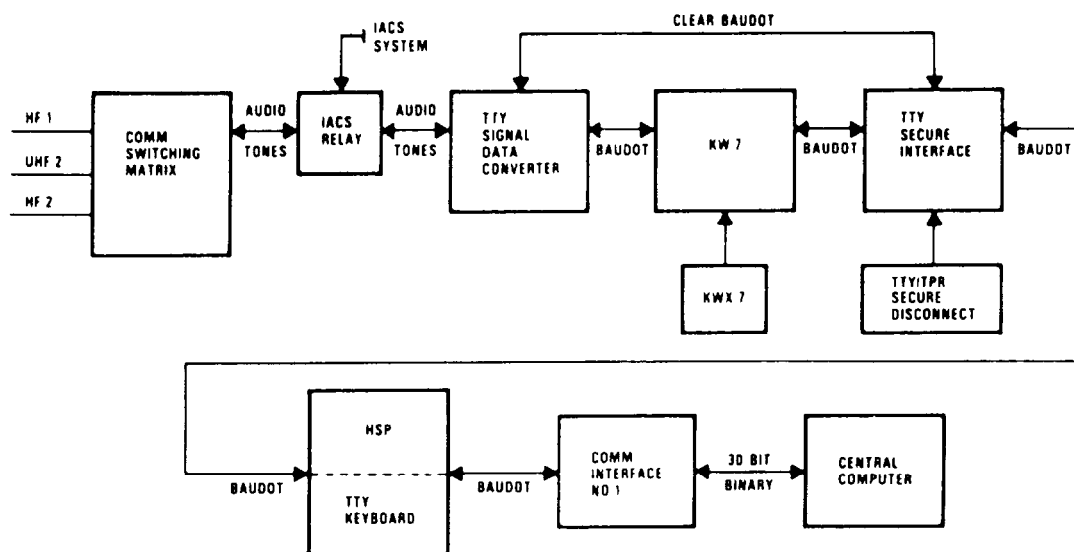 CLEAR BAUDOT
IACS
SYSTEM
HF 1
UHF 2
HF 2
COMM
SWITCHING
MATRIX
AUDIO
TONES
IACS
RELAY
AUDIO
TONES
TTY
SIGNAL
DATA
CONVERTER
BAUDOT
KW 7
BAUDOT
TTY
SECURE
INTERFACE
BAUDOT
KWX 7
TTY/TPR
SECURE
DISCONNECT
BAUDOT
HSP
TTY
KEYBOARD
BAUDOT
COMM
INTERFACE
NO 1
30 BIT
BINARY
CENTRAL
COMPUTER